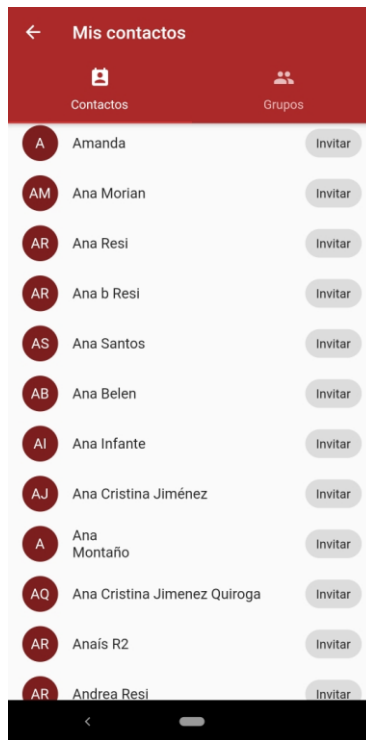 Mis contactos
Contactos
Grupos
A Amanda Invitar
AM Ana Morian Invitar
AR Ana Resi Invitar
AR Ana b Resi Invitar
AS Ana Santos Invitar
AB Ana Belen Invitar
AI Ana Infante Invitar
AJ Ana Cristina Jiménez Invitar
A Ana
Montaño Invitar
AQ Ana Cristina Jimenez Quiroga Invitar
AR Anaís R2 Invitar
AR Andrea Resi Invitar